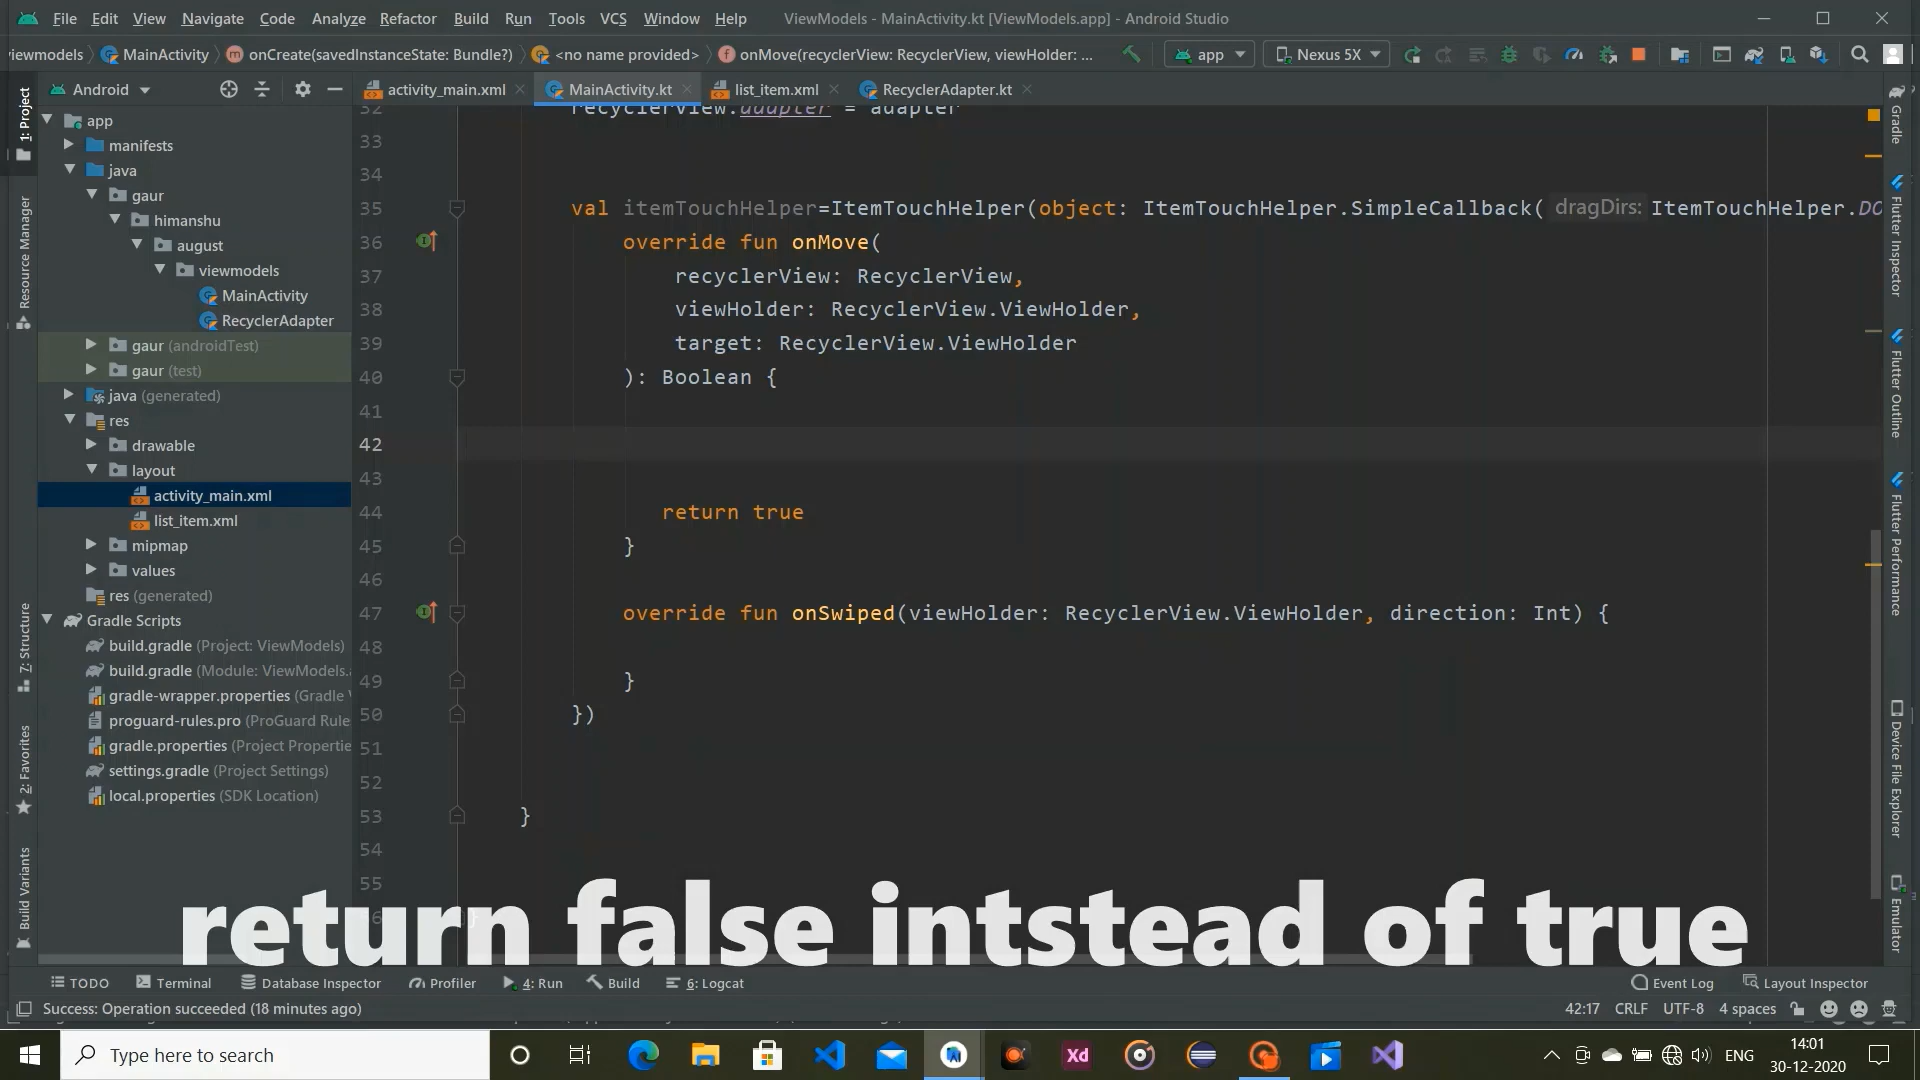 File Edit View Navigate Code Analyze Refactor Build Run Tools VCS Window Help ViewModels - MainActivity.kt [ViewModels.app] - Android Studio
viewmodels MainActivity onCreate(savedInstanceState: Bundle?) <no name provided> onMove(recyclerView: RecyclerView, viewHolder: ... app Nexus 5X
Android activity_main.xml MainActivity.kt list_item.xml RecyclerAdapter.kt
1: Project
Resource Manager
7: Structure
2: Favorites
Build Variants
app
manifests
java
gaur
himanshu
august
viewmodels
MainActivity
RecyclerAdapter
gaur (androidTest)
gaur (test)
java (generated)
res
drawable
layout
activity_main.xml
list_item.xml
mipmap
values
res (generated)
Gradle Scripts
build.gradle (Project: ViewModels)
build.gradle (Module: ViewModels.
gradle-wrapper.properties (Gradle
proguard-rules.pro (ProGuard Rule
gradle.properties (Project Propertie
settings.gradle (Project Settings)
local.properties (SDK Location)
32 recyclerView.adapter = adapter
33
34
35 val itemTouchHelper=ItemTouchHelper(object: ItemTouchHelper.SimpleCallback( dragDirs: ItemTouchHelper.DO
36 override fun onMove(
37 recyclerView: RecyclerView,
38 viewHolder: RecyclerView.ViewHolder,
39 target: RecyclerView.ViewHolder
40 ): Boolean {
41
42
43
44 return true
45 }
46
47 override fun onSwiped(viewHolder: RecyclerView.ViewHolder, direction: Int) {
48
49 }
50 })
51
52
53 }
54
55
return false intstead of true
Gradle
Flutter Inspector
Flutter Outline
Flutter Performance
Device File Explorer
Emulator
TODO Terminal Database Inspector Profiler 4: Run Build 6: Logcat Event Log Layout Inspector
Success: Operation succeeded (18 minutes ago) 42:17 CRLF UTF-8 4 spaces
Type here to search Xd ENG 14:01
30-12-2020